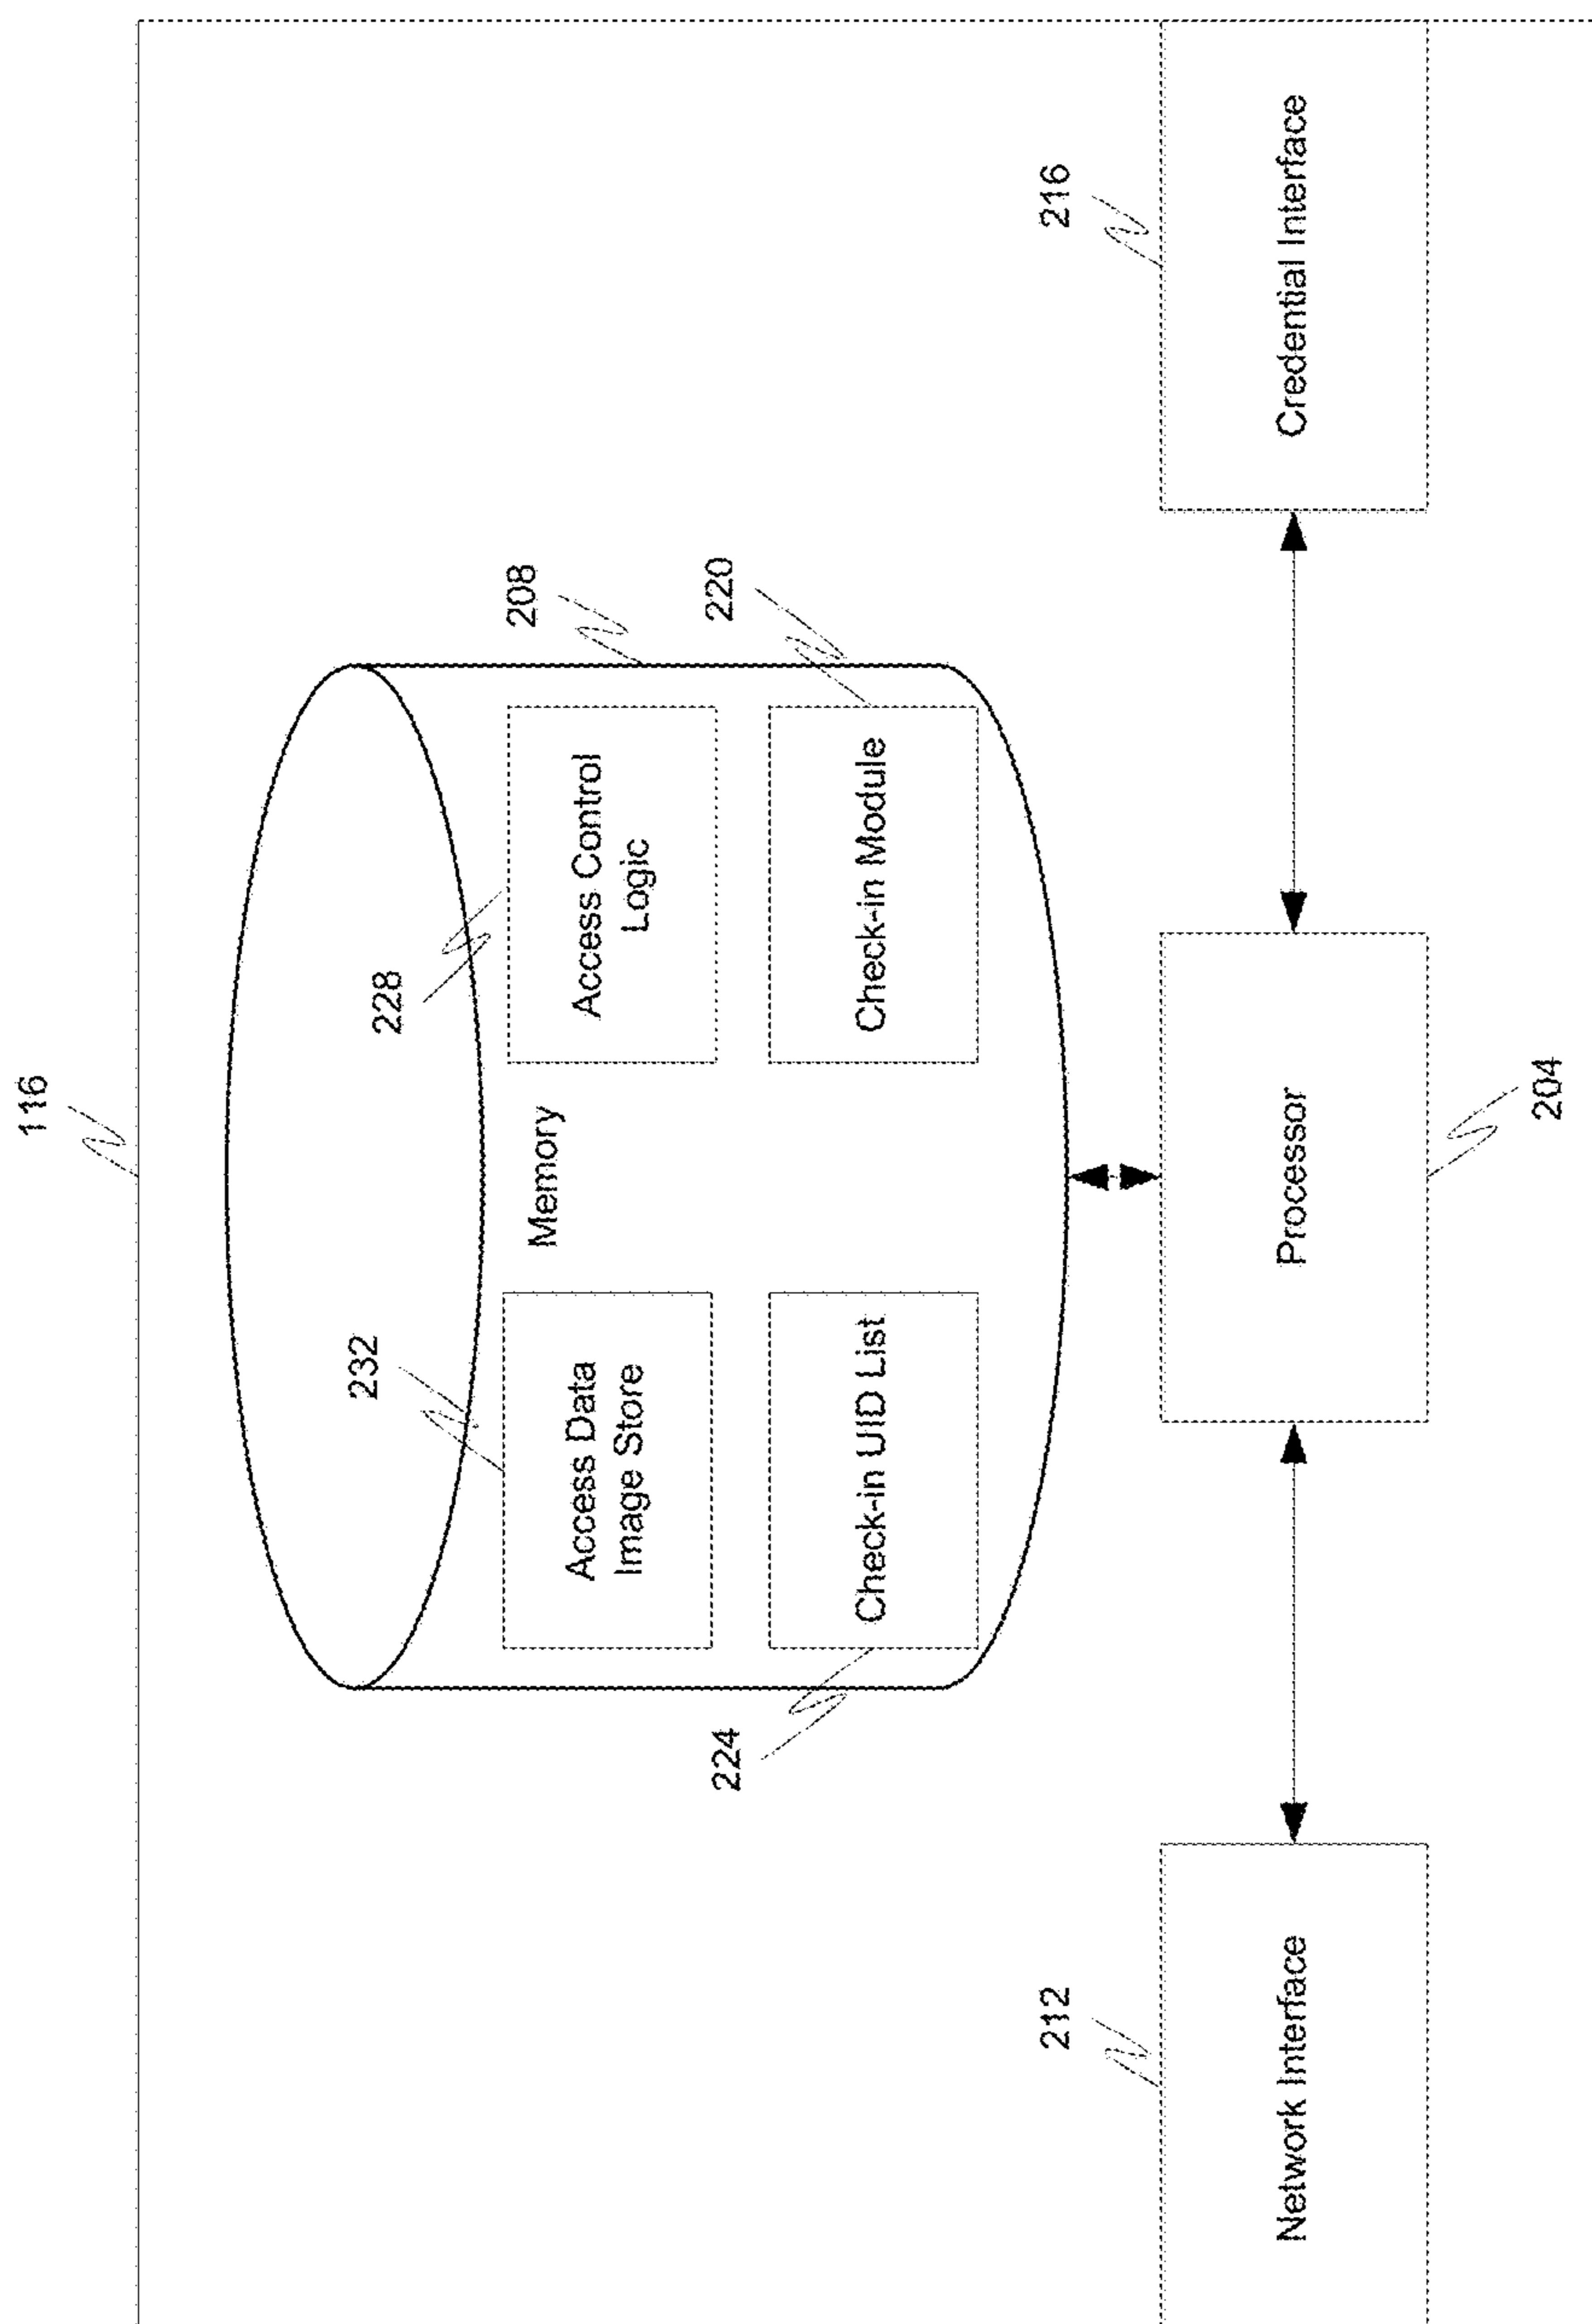 116
232
228
208
Memory
Access Data
Image Store
Access Control
Logic
224
220
Check-in UID List
Check-in Module
212
216
Network Interface
Processor
Credential Interface
204